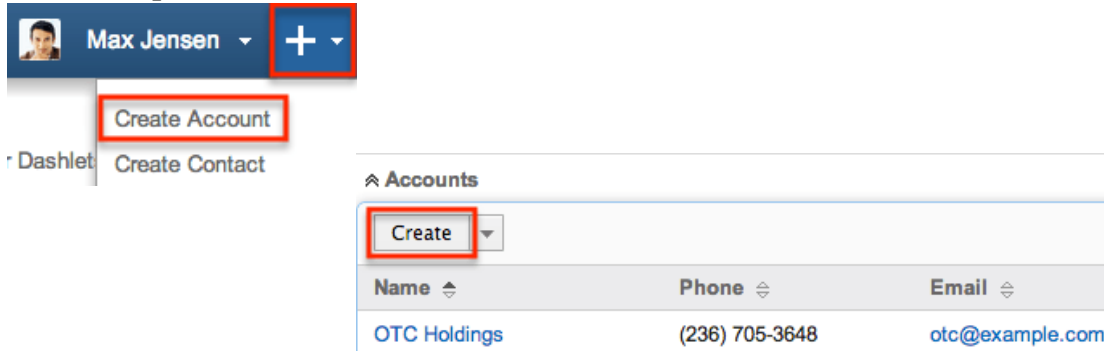 Max Jensen
Create Account
r Dashlet
Create Contact
Accounts
Create
Name Phone Email
OTC Holdings (236) 705-3648 otc@example.com